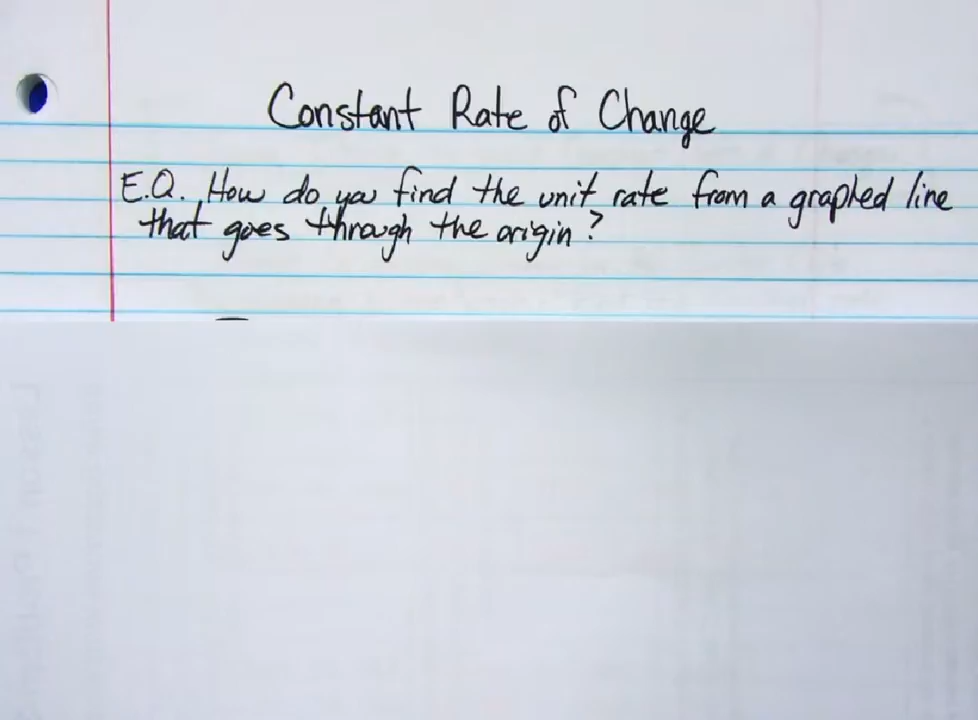 Constant Rate of Change
E.Q. How do you find the unit rate from a graphed line
that goes through the origin?